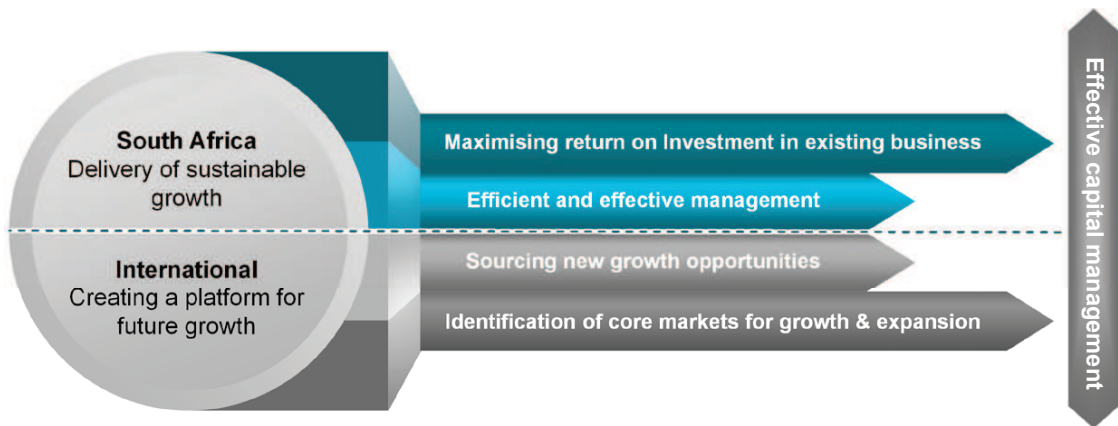 South Africa
Delivery of sustainable
growth
International
Creating a platform for
future growth
Maximising return on Investment in existing business
Efficient and effective management
Sourcing new growth opportunities
Identification of core markets for growth & expansion
Effective capital management